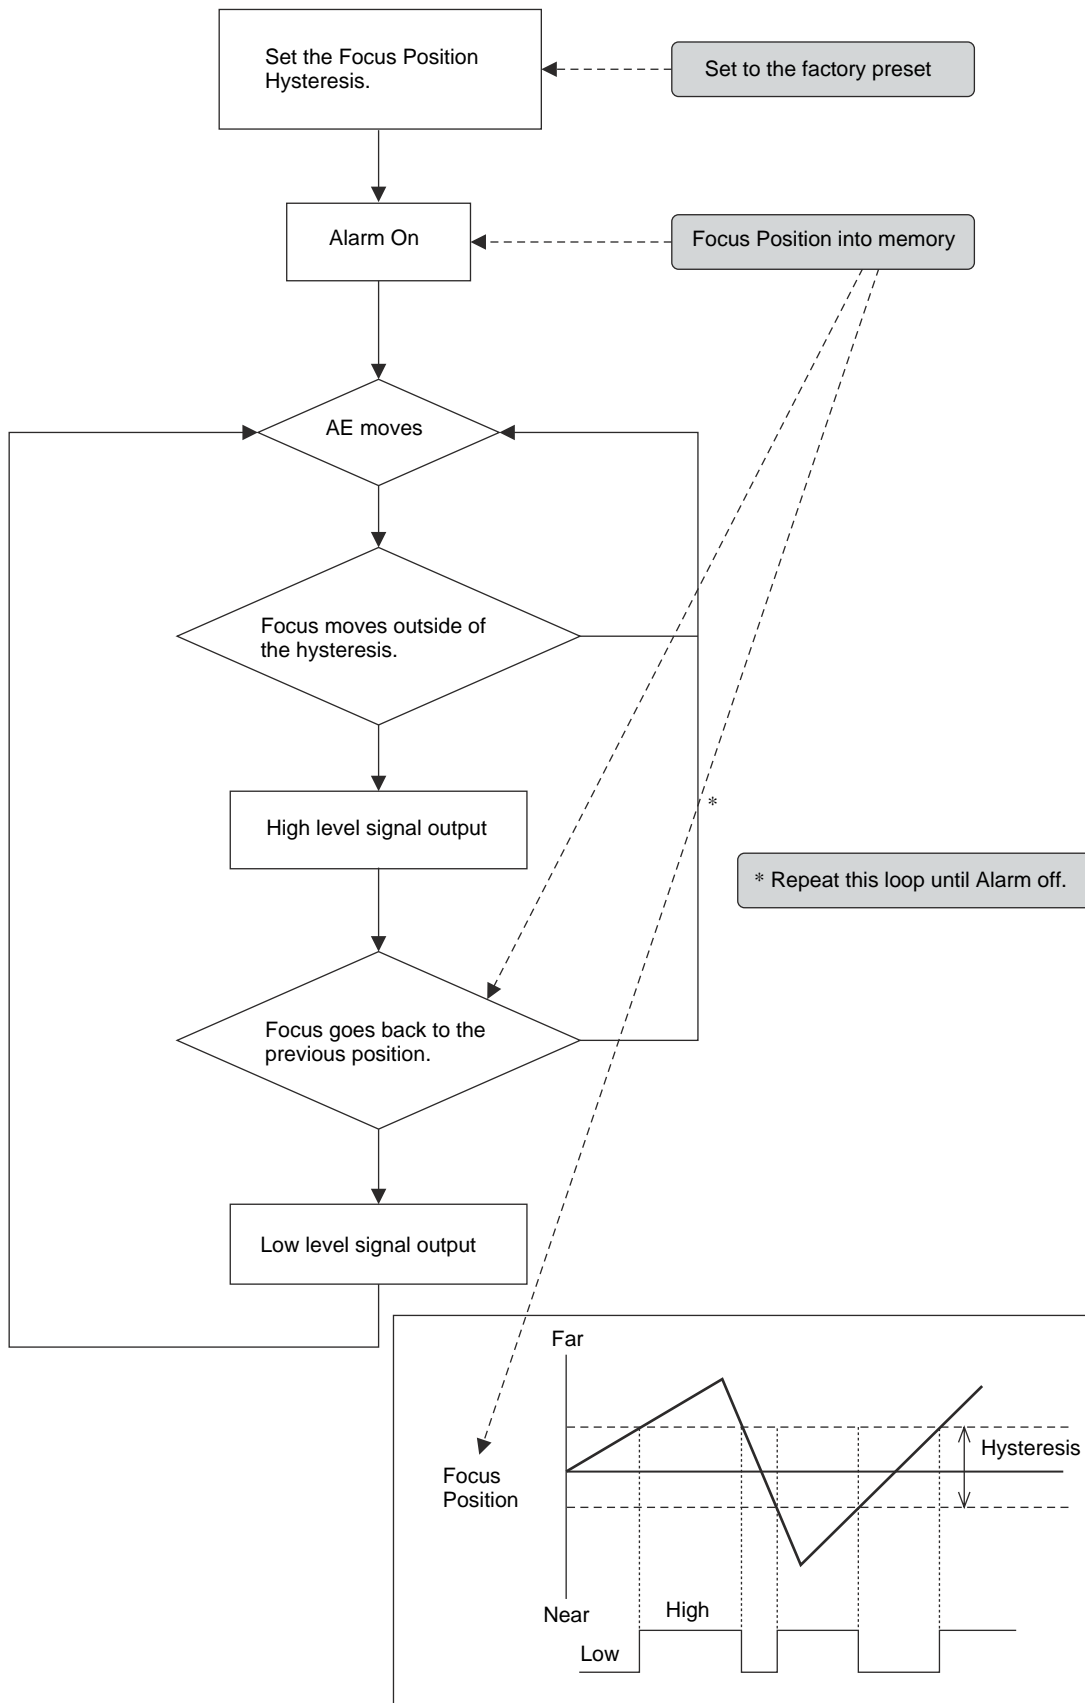 Set the Focus Position
Hysteresis.
Set to the factory preset
Alarm On
Focus Position into memory
AE moves
Focus moves outside of
the hysteresis.
High level signal output
*
* Repeat this loop until Alarm off.
Focus goes back to the
previous position.
Low level signal output
Far
Hysteresis
Focus
Position
Near
High
Low